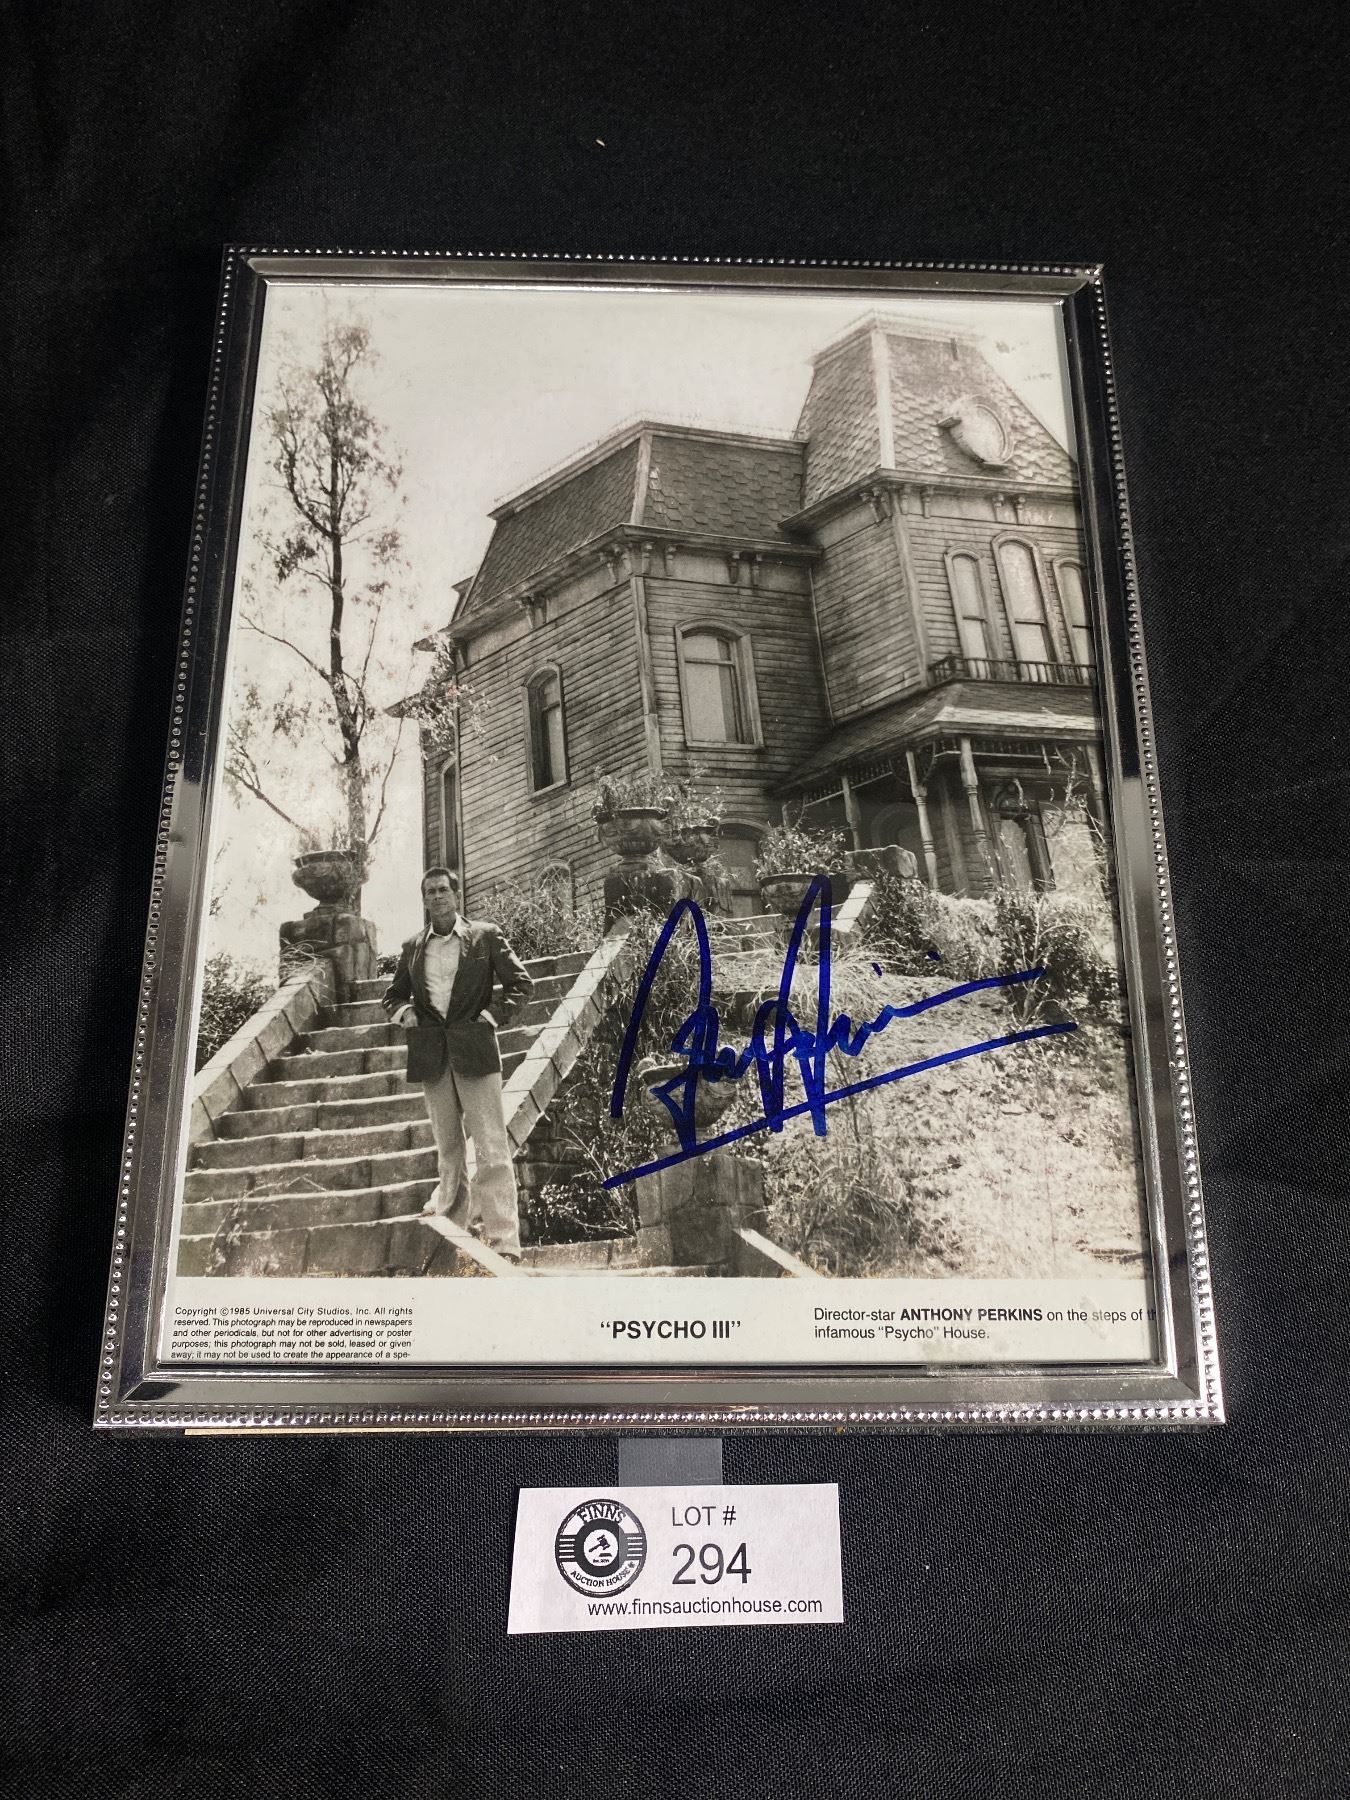 Copyright ©1985 Universal City Studios, Inc. All rights
reserved. This photograph may be reproduced in newspapers
and other periodicals, but not for other advertising or poster
purposes; this photograph may not be sold, leased or given
away; it may not be used to create the appearance of a spe-
“PSYCHO III”
Director-star ANTHONY PERKINS on the steps of th
infamous “Psycho” House.
FINNS
AUCTION HOUSE
LOT #
294
www.finnsauctionhouse.com